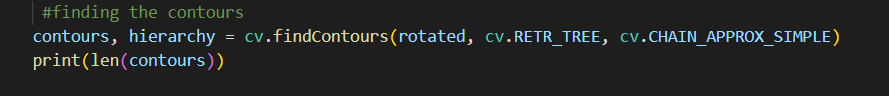 #finding the contours
contours, hierarchy = cv.findContours(rotated, cv.RETR_TREE, cv.CHAIN_APPROX_SIMPLE)
print(len(contours))